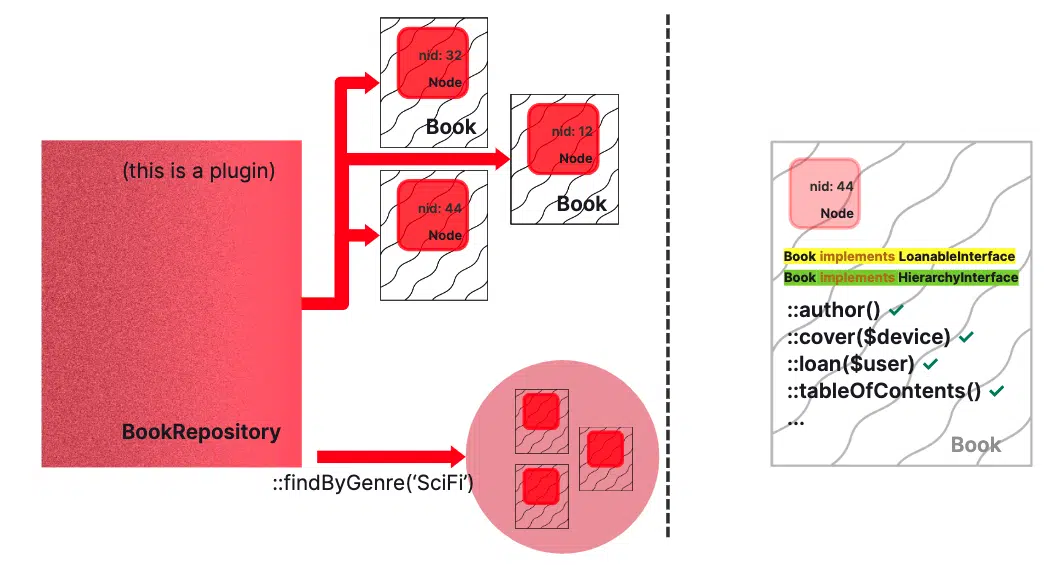 (this is a plugin)
BookRepository
nid: 32
Node
Book
nid: 12
Node
Book
nid: 44
Node
::findByGenre(‘SciFi’)
nid: 44
Node
Book implements LoanableInterface
Book implements HierarchyInterface
::author() ✓
::cover($device) ✓
::loan($user) ✓
::tableOfContents() ✓
...
Book